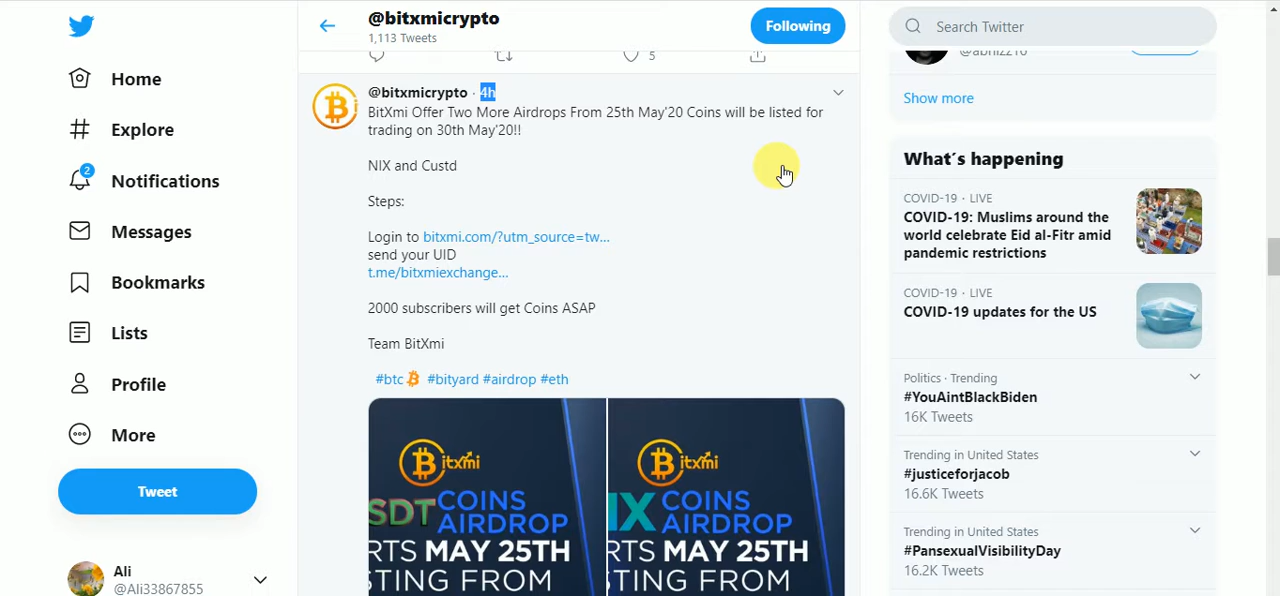 @bitxmicrypto
1,113 Tweets
Following
Search Twitter
Home
Explore
2
Notifications
Messages
Bookmarks
Lists
Profile
More
Tweet
Ali
@Ali33867855
5
@bitxmicrypto · 4h
BitXmi Offer Two More Airdrops From 25th May'20 Coins will be listed for
trading on 30th May'20!!
NIX and Custd
Steps:
Login to bitxmi.com/?utm_source=tw...
send your UID
t.me/bitxmiexchange...
2000 subscribers will get Coins ASAP
Team BitXmi
#btc #bityard #airdrop #eth
Bitxmi
SDT COINS
AIRDROP
RTS MAY 25TH
TING FROM
Bitxmi
IX COINS
AIRDROP
RTS MAY 25TH
STING FROM
@abhi2216
Show more
What´s happening
COVID-19 · LIVE
COVID-19: Muslims around the
world celebrate Eid al-Fitr amid
pandemic restrictions
COVID-19 · LIVE
COVID-19 updates for the US
Politics · Trending
#YouAintBlackBiden
16K Tweets
Trending in United States
#justiceforjacob
16.6K Tweets
Trending in United States
#PansexualVisibilityDay
16.2K Tweets